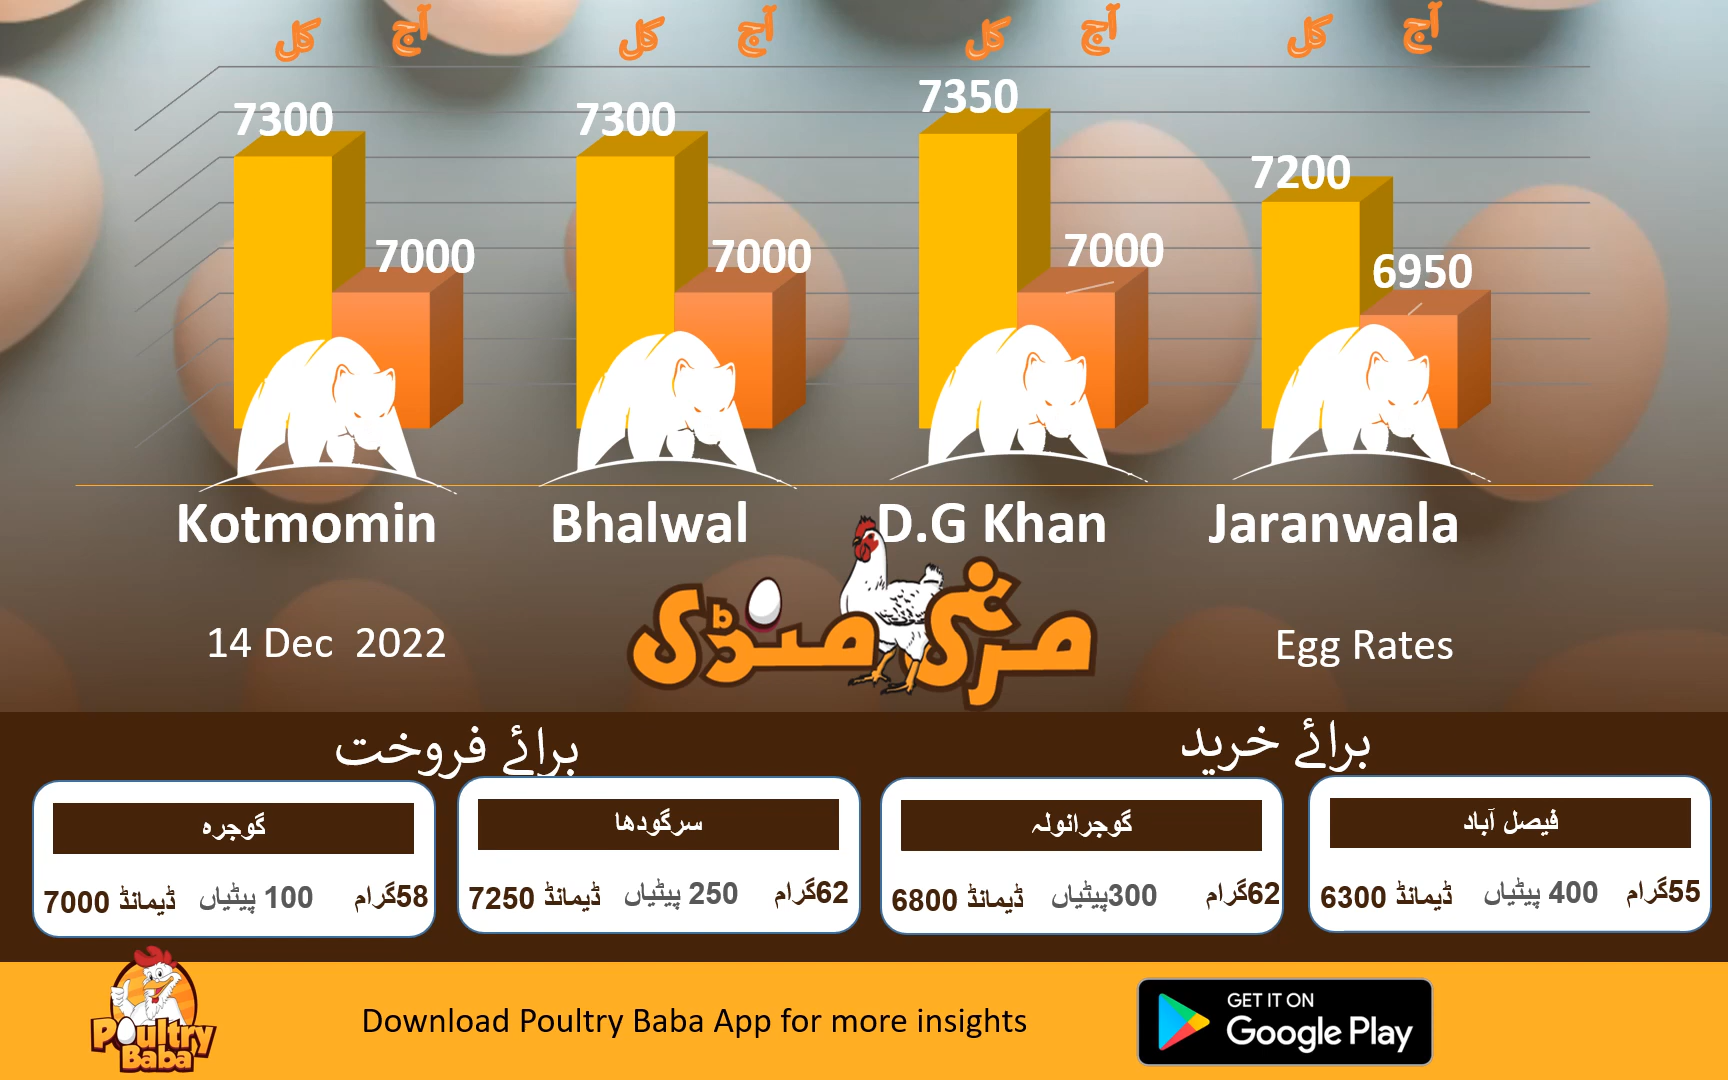 کل آج کل آج کل آج کل آج
7300 7000 7300 7000 7350 7000 7200 6950
Kotmomin Bhalwal D.G Khan Jaranwala
مرغی منڈی
14 Dec 2022
Egg Rates
برائے فروخت
برائے خرید
گوجرہ
58گرام 100 پیٹیاں ڈیمانڈ 7000
سرگودھا
62گرام 250 پیٹیاں ڈیمانڈ 7250
گوجرانولہ
62گرام 300پیٹیاں ڈیمانڈ 6800
فیصل آباد
55گرام 400 پیٹیاں ڈیمانڈ 6300
Poultry
Baba
Download Poultry Baba App for more insights
GET IT ON
Google Play